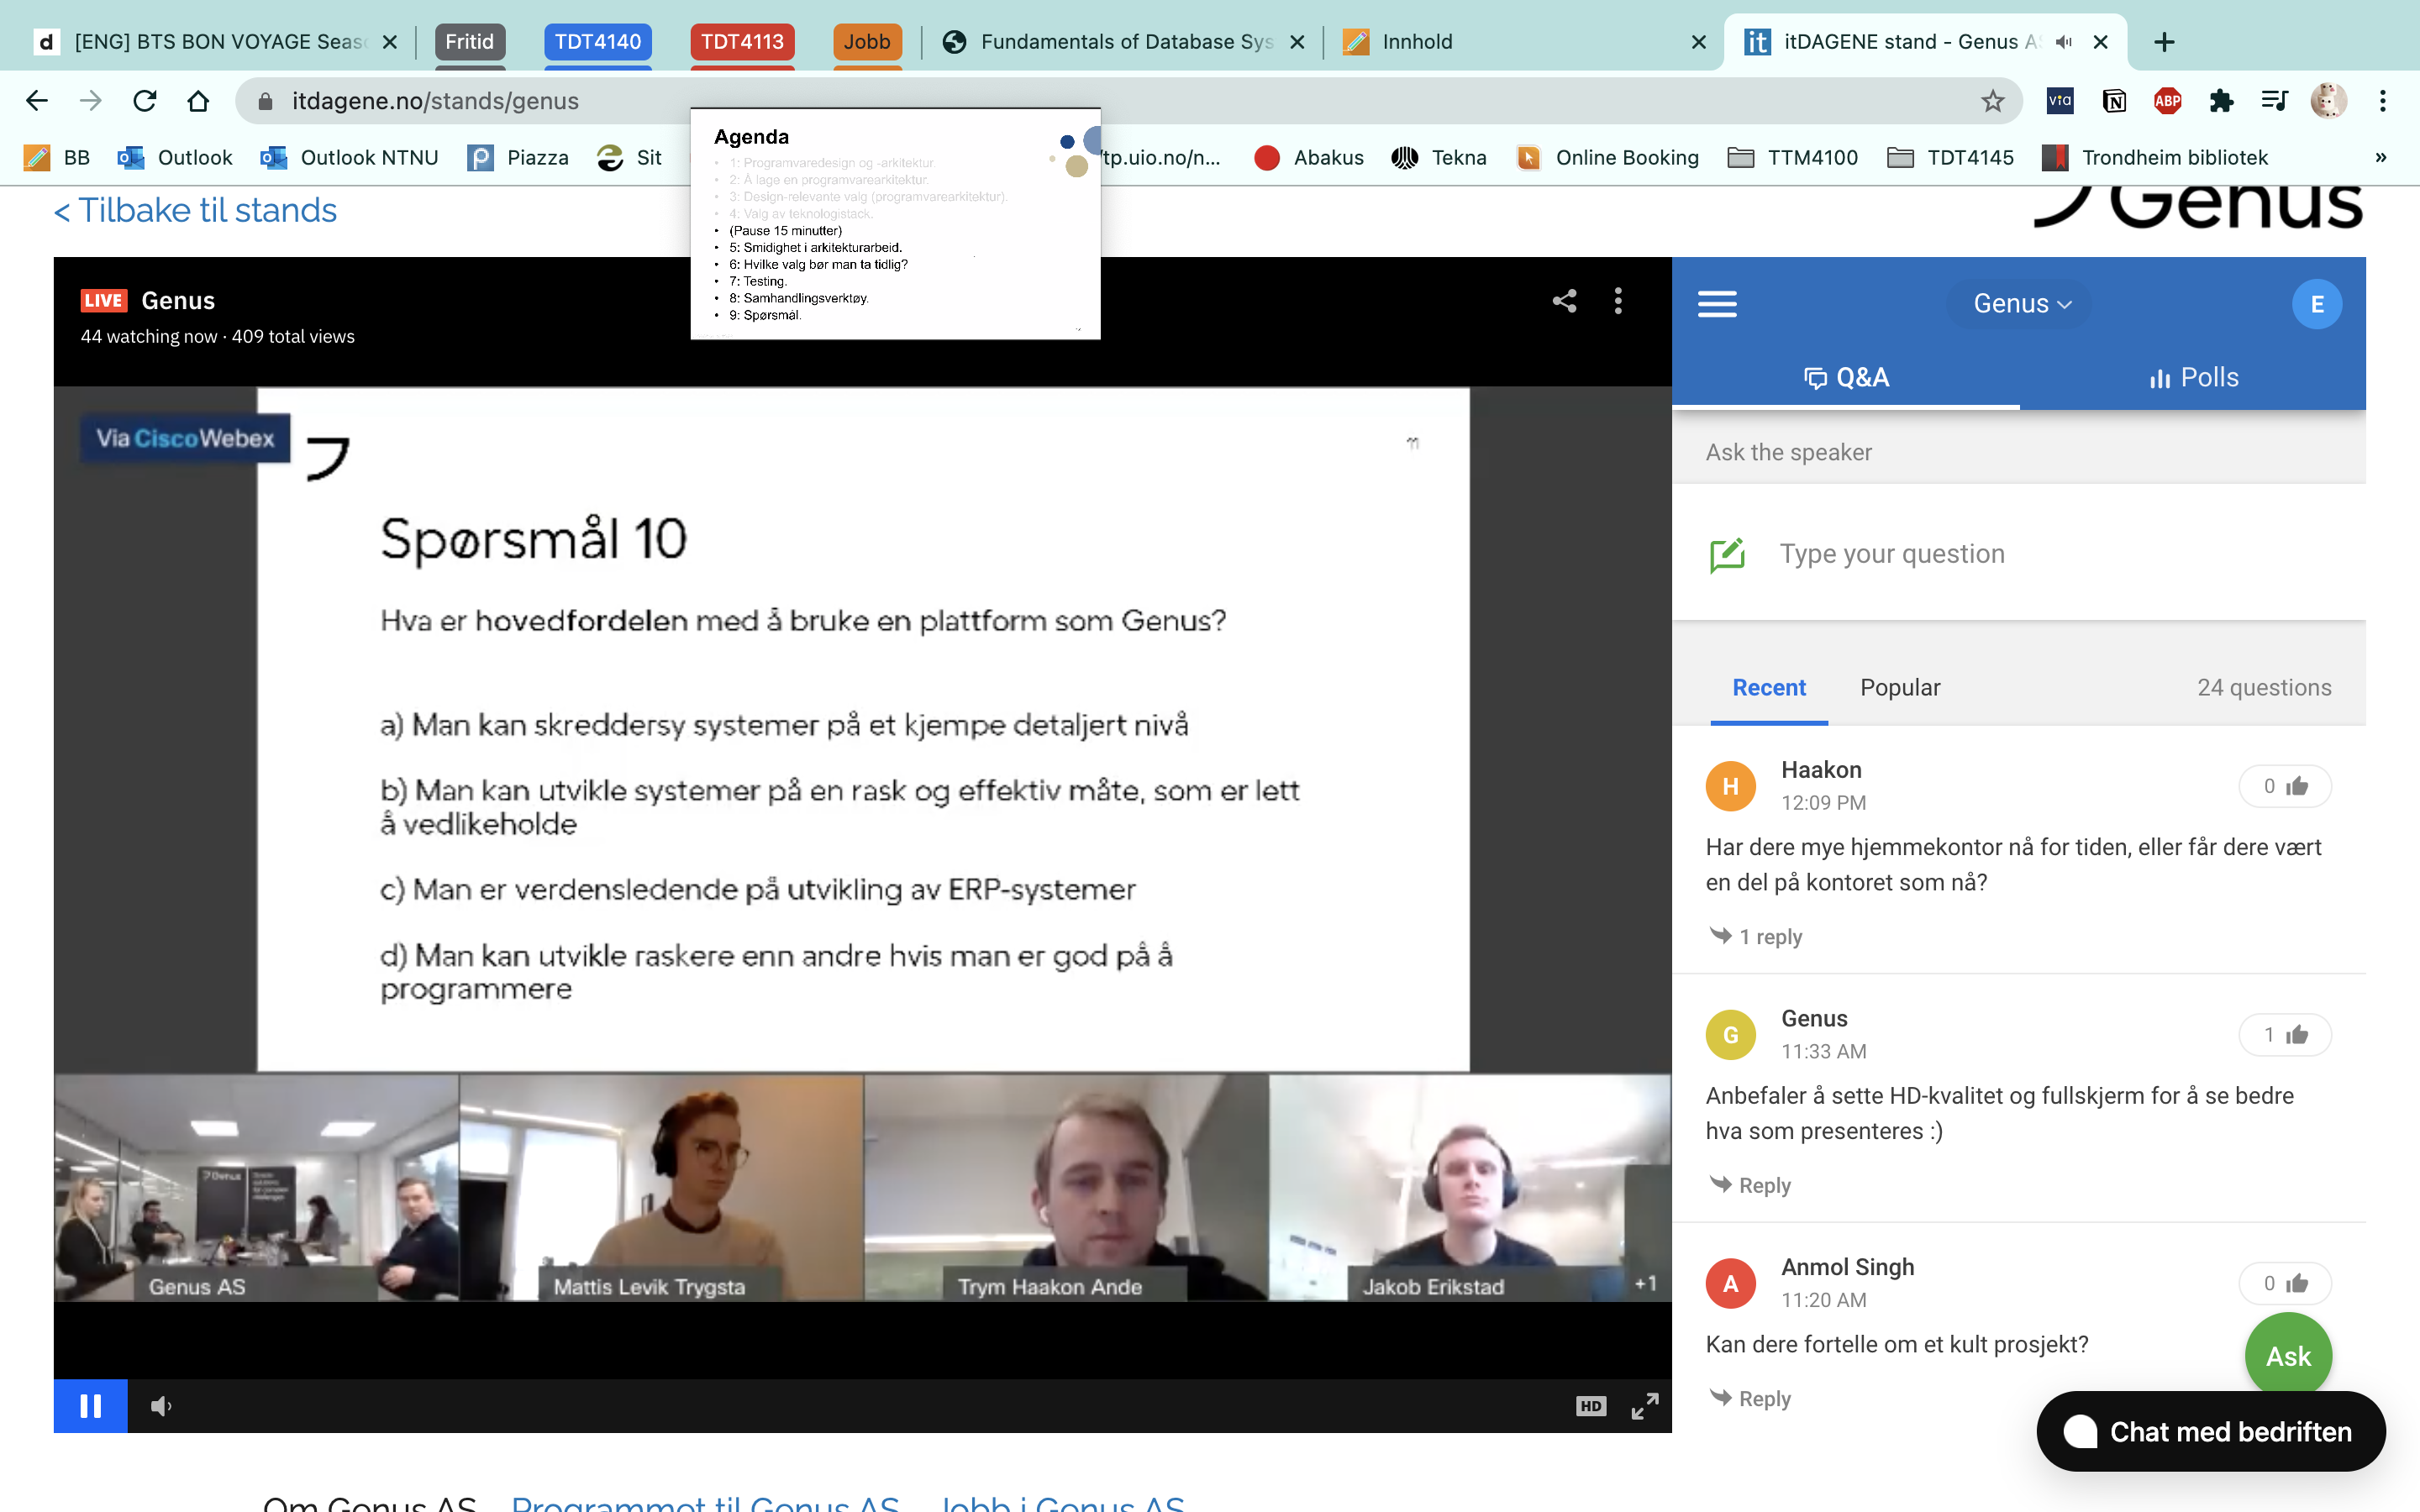 [ENG] BTS BON VOYAGE Seas
Fritid
TDT4140
TDT4113
Jobb
Fundamentals of Database Sys
Innhold
itDAGENE stand - Genus A
itdagene.no/stands/genus
BB
Outlook
Outlook NTNU
Piazza
Sit
/tp.uio.no/n...
Abakus
Tekna
Online Booking
TTM4100
TDT4145
Trondheim bibliotek
»
Agenda
• 1: Programvaredesign og -arkitektur.
• 2: Å lage en programvarearkitektur.
• 3: Design-relevante valg (programvarearkitektur).
• 4: Valg av teknologistack.
• (Pause 15 minutter)
• 5: Smidighet i arkitekturarbeid.
• 6: Hvilke valg bør man ta tidlig?
• 7: Testing.
• 8: Samhandlingsverktøy.
• 9: Spørsmål.
< Tilbake til stands
Genus
LIVE Genus
44 watching now · 409 total views
Via CiscoWebex
11
Spørsmål 10
Hva er hovedfordelen med å bruke en plattform som Genus?
a) Man kan skreddersy systemer på et kjempe detaljert nivå
b) Man kan utvikle systemer på en rask og effektiv måte, som er lett
å vedlikeholde
c) Man er verdensledende på utvikling av ERP-systemer
d) Man kan utvikle raskere enn andre hvis man er god på å
programmere
Genus AS
Mattis Levik Trygsta
Trym Haakon Ande
Jakob Erikstad
+1
HD
Genus
E
Q&A
Polls
Ask the speaker
Type your question
Recent
Popular
24 questions
H
Haakon
12:09 PM
0
Har dere mye hjemmekontor nå for tiden, eller får dere vært
en del på kontoret som nå?
1 reply
G
Genus
11:33 AM
1
Anbefaler å sette HD-kvalitet og fullskjerm for å se bedre
hva som presenteres :)
Reply
A
Anmol Singh
11:20 AM
0
Kan dere fortelle om et kult prosjekt?
Reply
Ask
Chat med bedriften
Om Genus AS
Programmet til Genus AS
Jobb i Genus AS